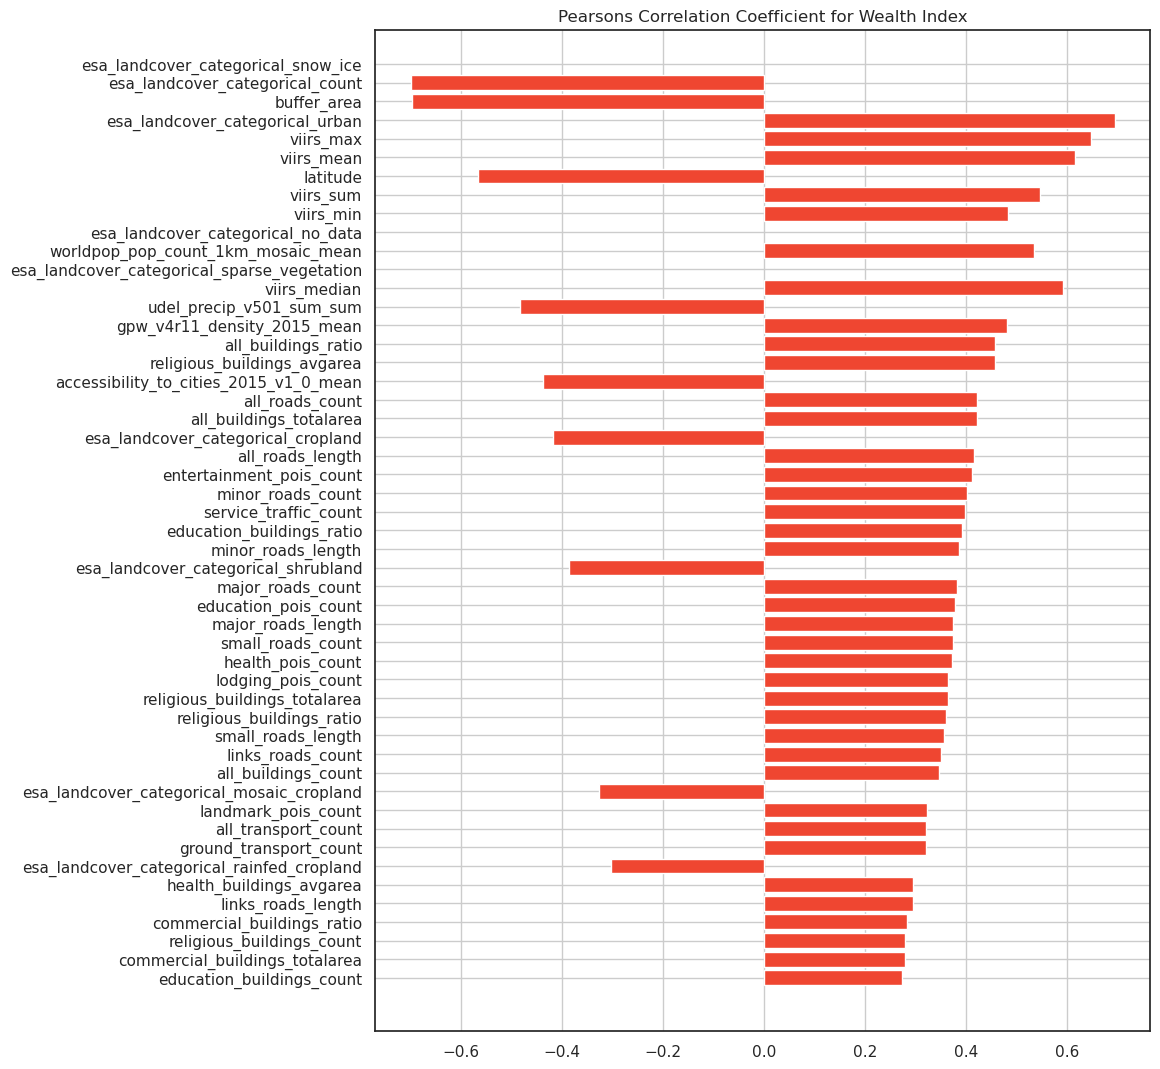 Pearsons Correlation Coefficient for Wealth Index
esa_landcover_categorical_snow_ice
esa_landcover_categorical_count
buffer_area
esa_landcover_categorical_urban
viirs_max
viirs_mean
latitude
viirs_sum
viirs_min
esa_landcover_categorical_no_data
worldpop_pop_count_1km_mosaic_mean
esa_landcover_categorical_sparse_vegetation
viirs_median
udel_precip_v501_sum_sum
gpw_v4r11_density_2015_mean
all_buildings_ratio
religious_buildings_avgarea
accessibility_to_cities_2015_v1_0_mean
all_roads_count
all_buildings_totalarea
esa_landcover_categorical_cropland
all_roads_length
entertainment_pois_count
minor_roads_count
service_traffic_count
education_buildings_ratio
minor_roads_length
esa_landcover_categorical_shrubland
major_roads_count
education_pois_count
major_roads_length
small_roads_count
health_pois_count
lodging_pois_count
religious_buildings_totalarea
religious_buildings_ratio
small_roads_length
links_roads_count
all_buildings_count
esa_landcover_categorical_mosaic_cropland
landmark_pois_count
all_transport_count
ground_transport_count
esa_landcover_categorical_rainfed_cropland
health_buildings_avgarea
links_roads_length
commercial_buildings_ratio
religious_buildings_count
commercial_buildings_totalarea
education_buildings_count
−0.6 −0.4 −0.2 0.0 0.2 0.4 0.6